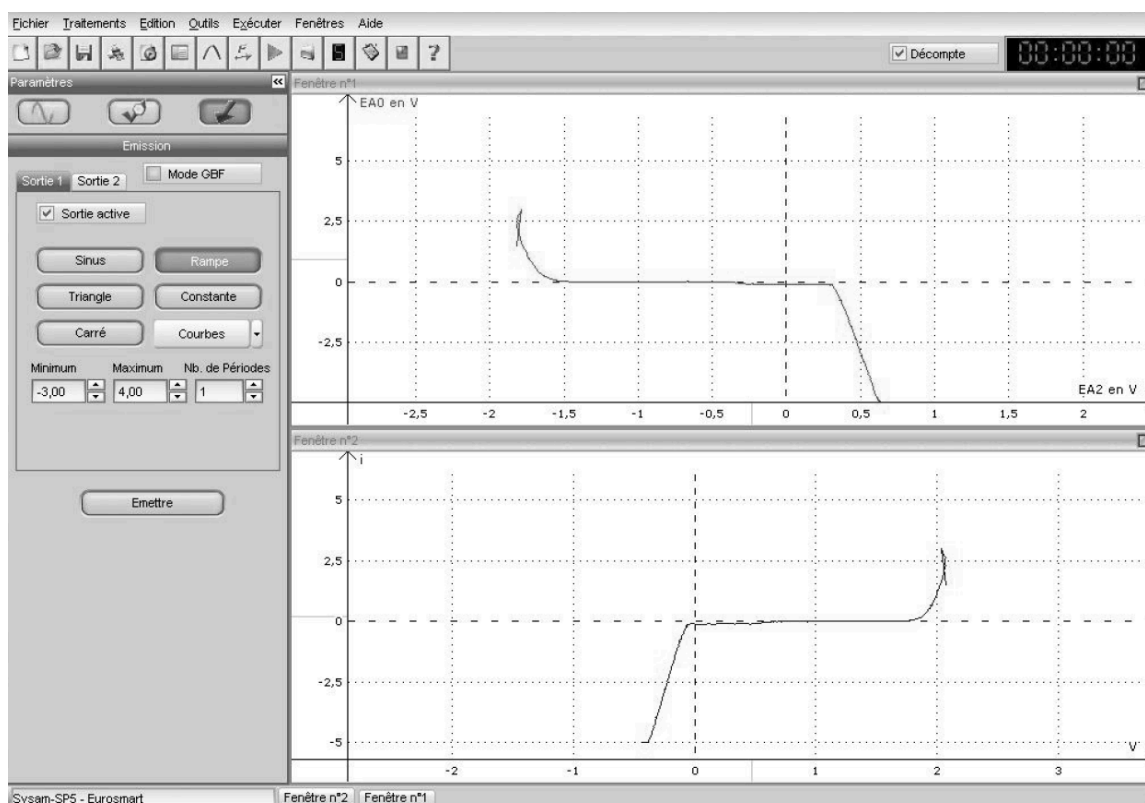 Fichier Traitements Edition Outils Exécuter Fenêtres Aide
Décompte 00:00:00
Paramètres
Emission
Sortie 1 Sortie 2 Mode GBF
Sortie active
Sinus Rampe
Triangle Constante
Carré Courbes
Minimum Maximum Nb. de Périodes
-3,00 4,00 1
Emettre
Fenêtre n°1
EA0 en V
5
2,5
0
-2,5
EA2 en V
-2,5 -2 -1,5 -1 -0,5 0 0,5 1 1,5 2
Fenêtre n°2
i
5
2,5
0
-2,5
-5
V
-2 -1 0 1 2 3
Sysam-SP5 - Eurosmart Fenêtre n°2 Fenêtre n°1